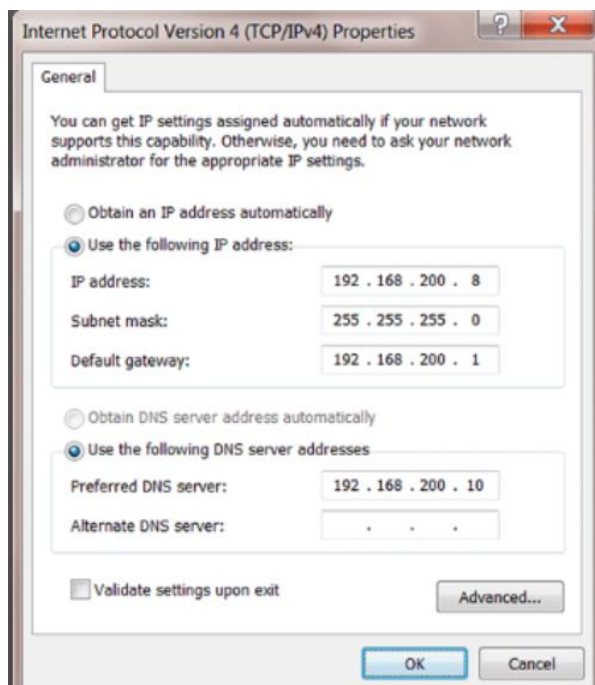 Internet Protocol Version 4 (TCP/IPv4) Properties
?
X
General
You can get IP settings assigned automatically if your network
supports this capability. Otherwise, you need to ask your network
administrator for the appropriate IP settings.
Obtain an IP address automatically
Use the following IP address:
IP address: 192 . 168 . 200 . 8
Subnet mask: 255 . 255 . 255 . 0
Default gateway: 192 . 168 . 200 . 1
Obtain DNS server address automatically
Use the following DNS server addresses
Preferred DNS server: 192 . 168 . 200 . 10
Alternate DNS server: . . .
Validate settings upon exit
Advanced...
OK Cancel